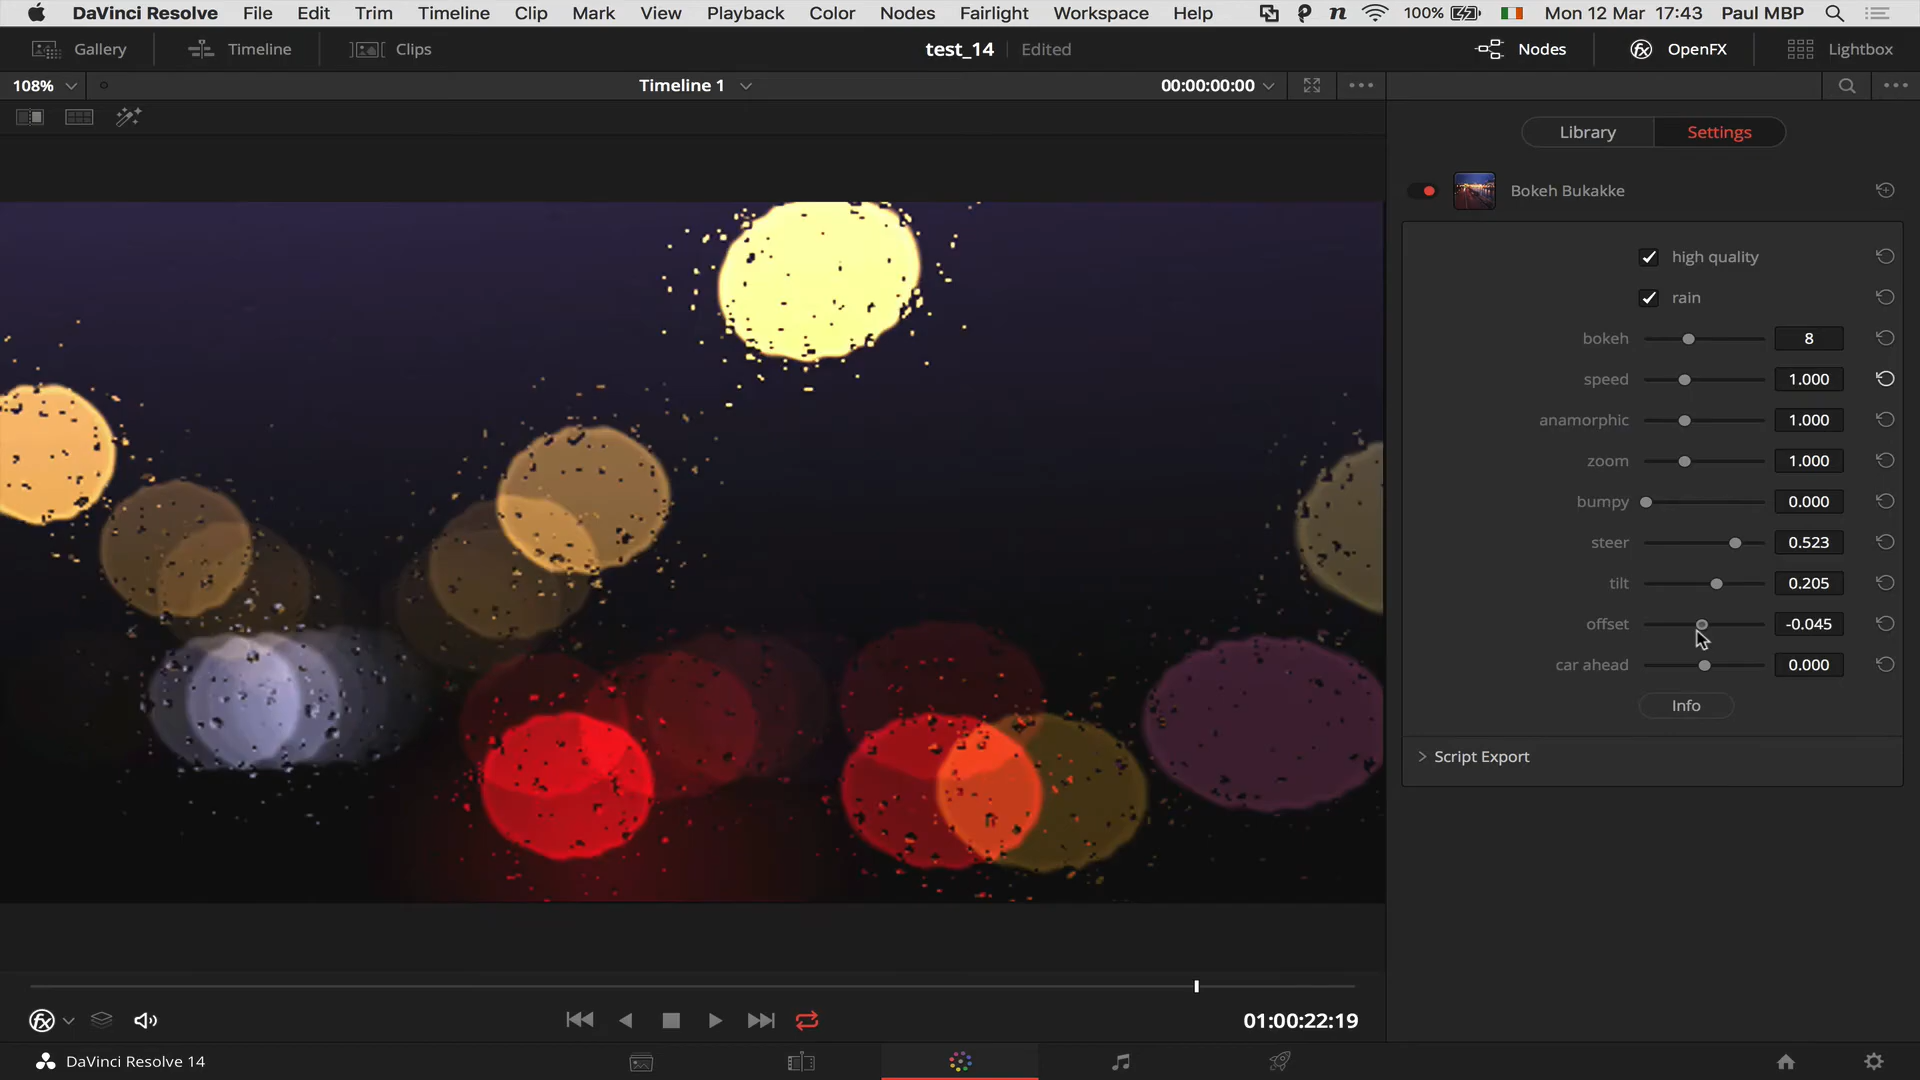 DaVinci Resolve File Edit Trim Timeline Clip Mark View Playback Color Nodes Fairlight Workspace Help 100% Mon 12 Mar 17:43 Paul MBP
Gallery Timeline Clips test_14 Edited Nodes OpenFX Lightbox
108% Timeline 1 00:00:00:00
Library Settings
Bokeh Bukakke
high quality
rain
bokeh 8
speed 1.000
anamorphic 1.000
zoom 1.000
bumpy 0.000
steer 0.523
tilt 0.205
offset -0.045
car ahead 0.000
Info
Script Export
01:00:22:19
DaVinci Resolve 14